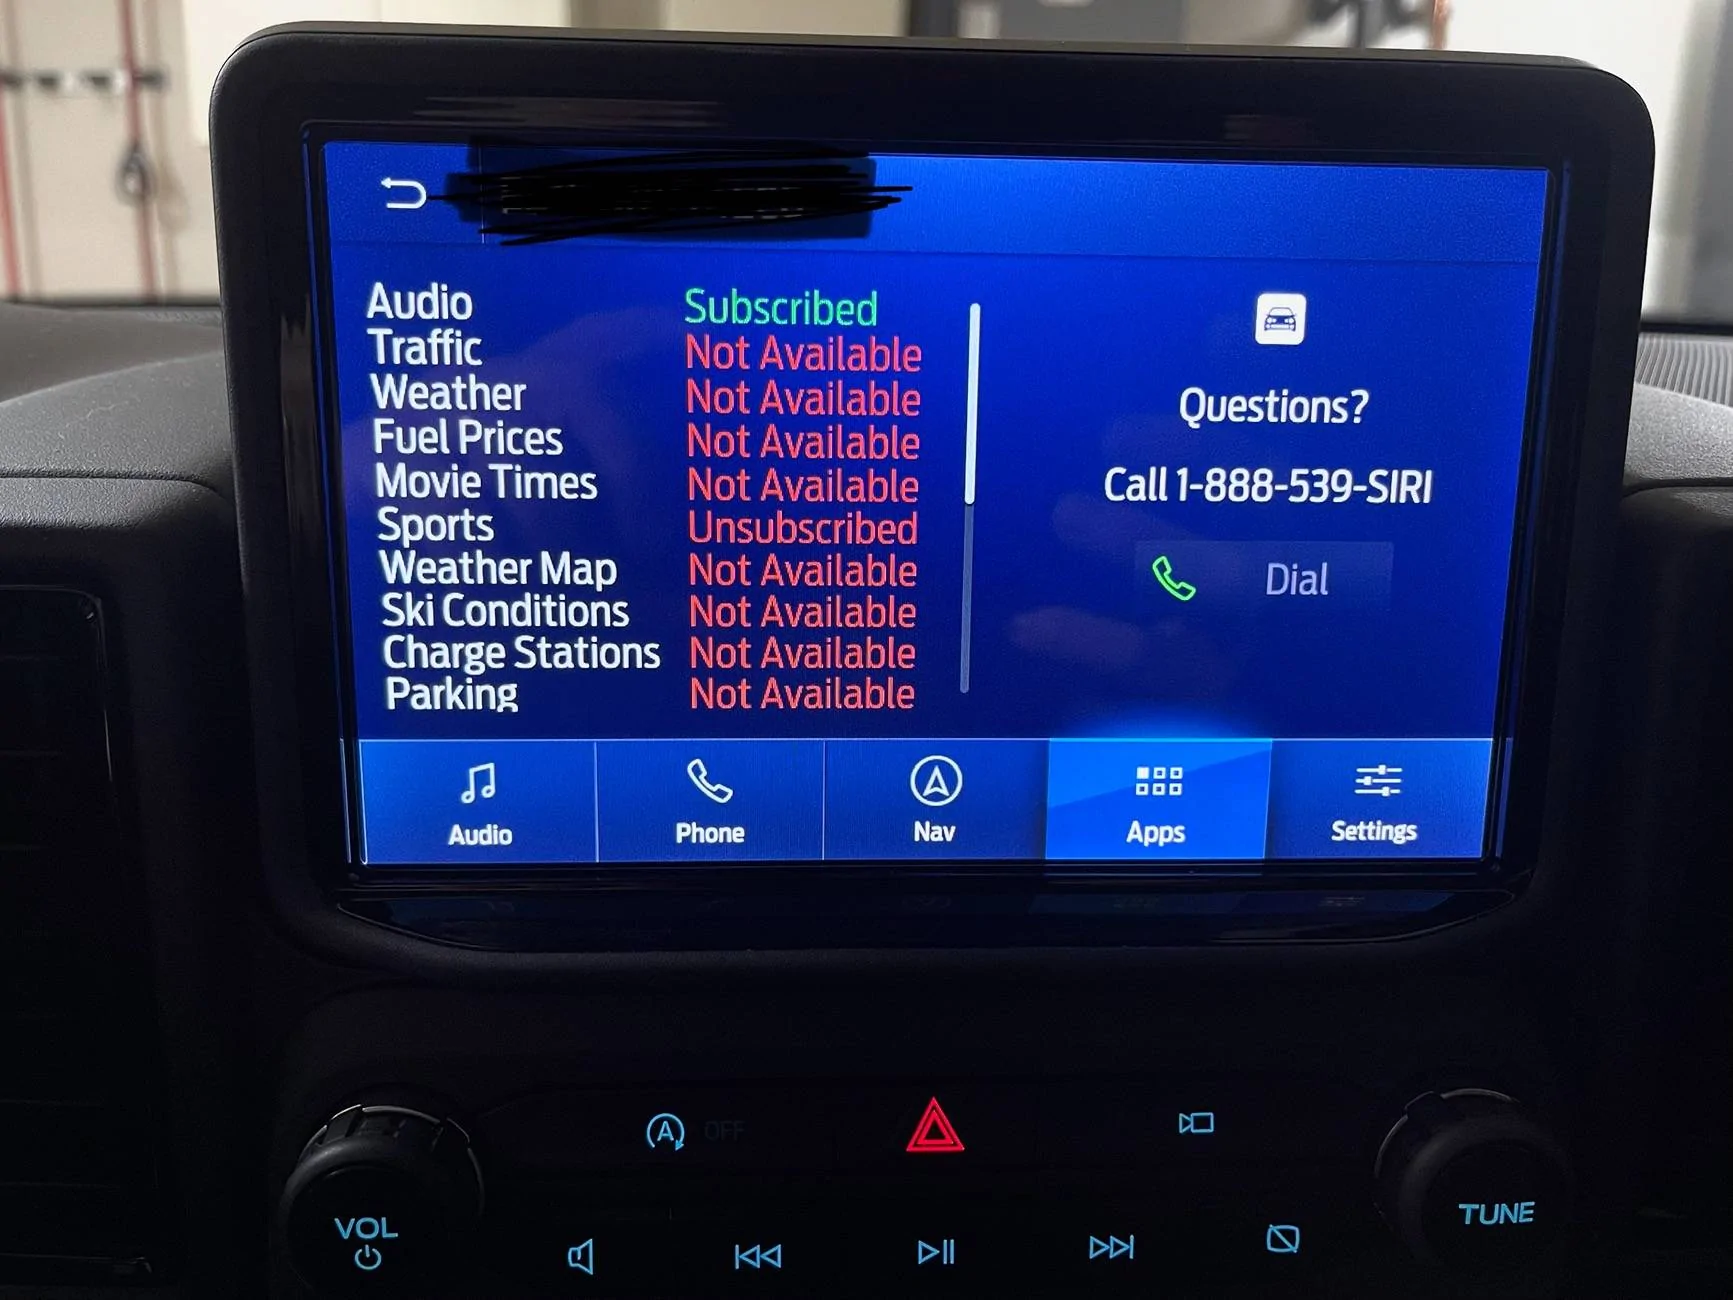 Audio Subscribed
Traffic Not Available
Weather Not Available
Fuel Prices Not Available
Movie Times Not Available
Sports Unsubscribed
Weather Map Not Available
Ski Conditions Not Available
Charge Stations Not Available
Parking Not Available
Questions?
Call 1-888-539-SIRI
Dial
Audio Phone Nav Apps Settings
A OFF
VOL
TUNE